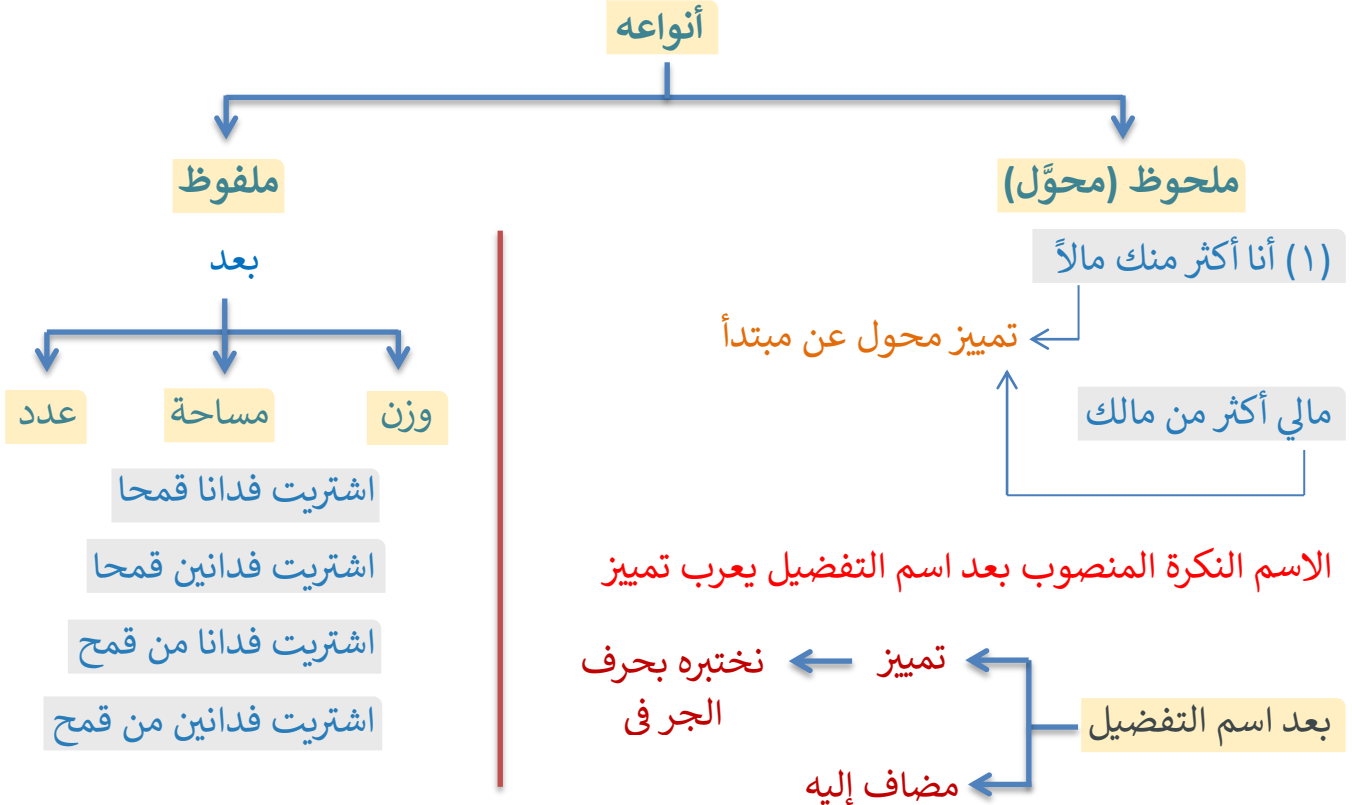 أنواعه
ملحوظ (محوَّل)
(١) أنا أكثر منك مالاً
تمييز محول عن مبتدأ
مالي أكثر من مالك
الاسم النكرة المنصوب بعد اسم التفضيل يعرب تمييز
بعد اسم التفضيل
تمييز
نختبره بحرف
الجر فى
مضاف إليه
ملفوظ
بعد
وزن
مساحة
عدد
اشتريت فدانا قمحا
اشتريت فدانين قمحا
اشتريت فدانا من قمح
اشتريت فدانين من قمح